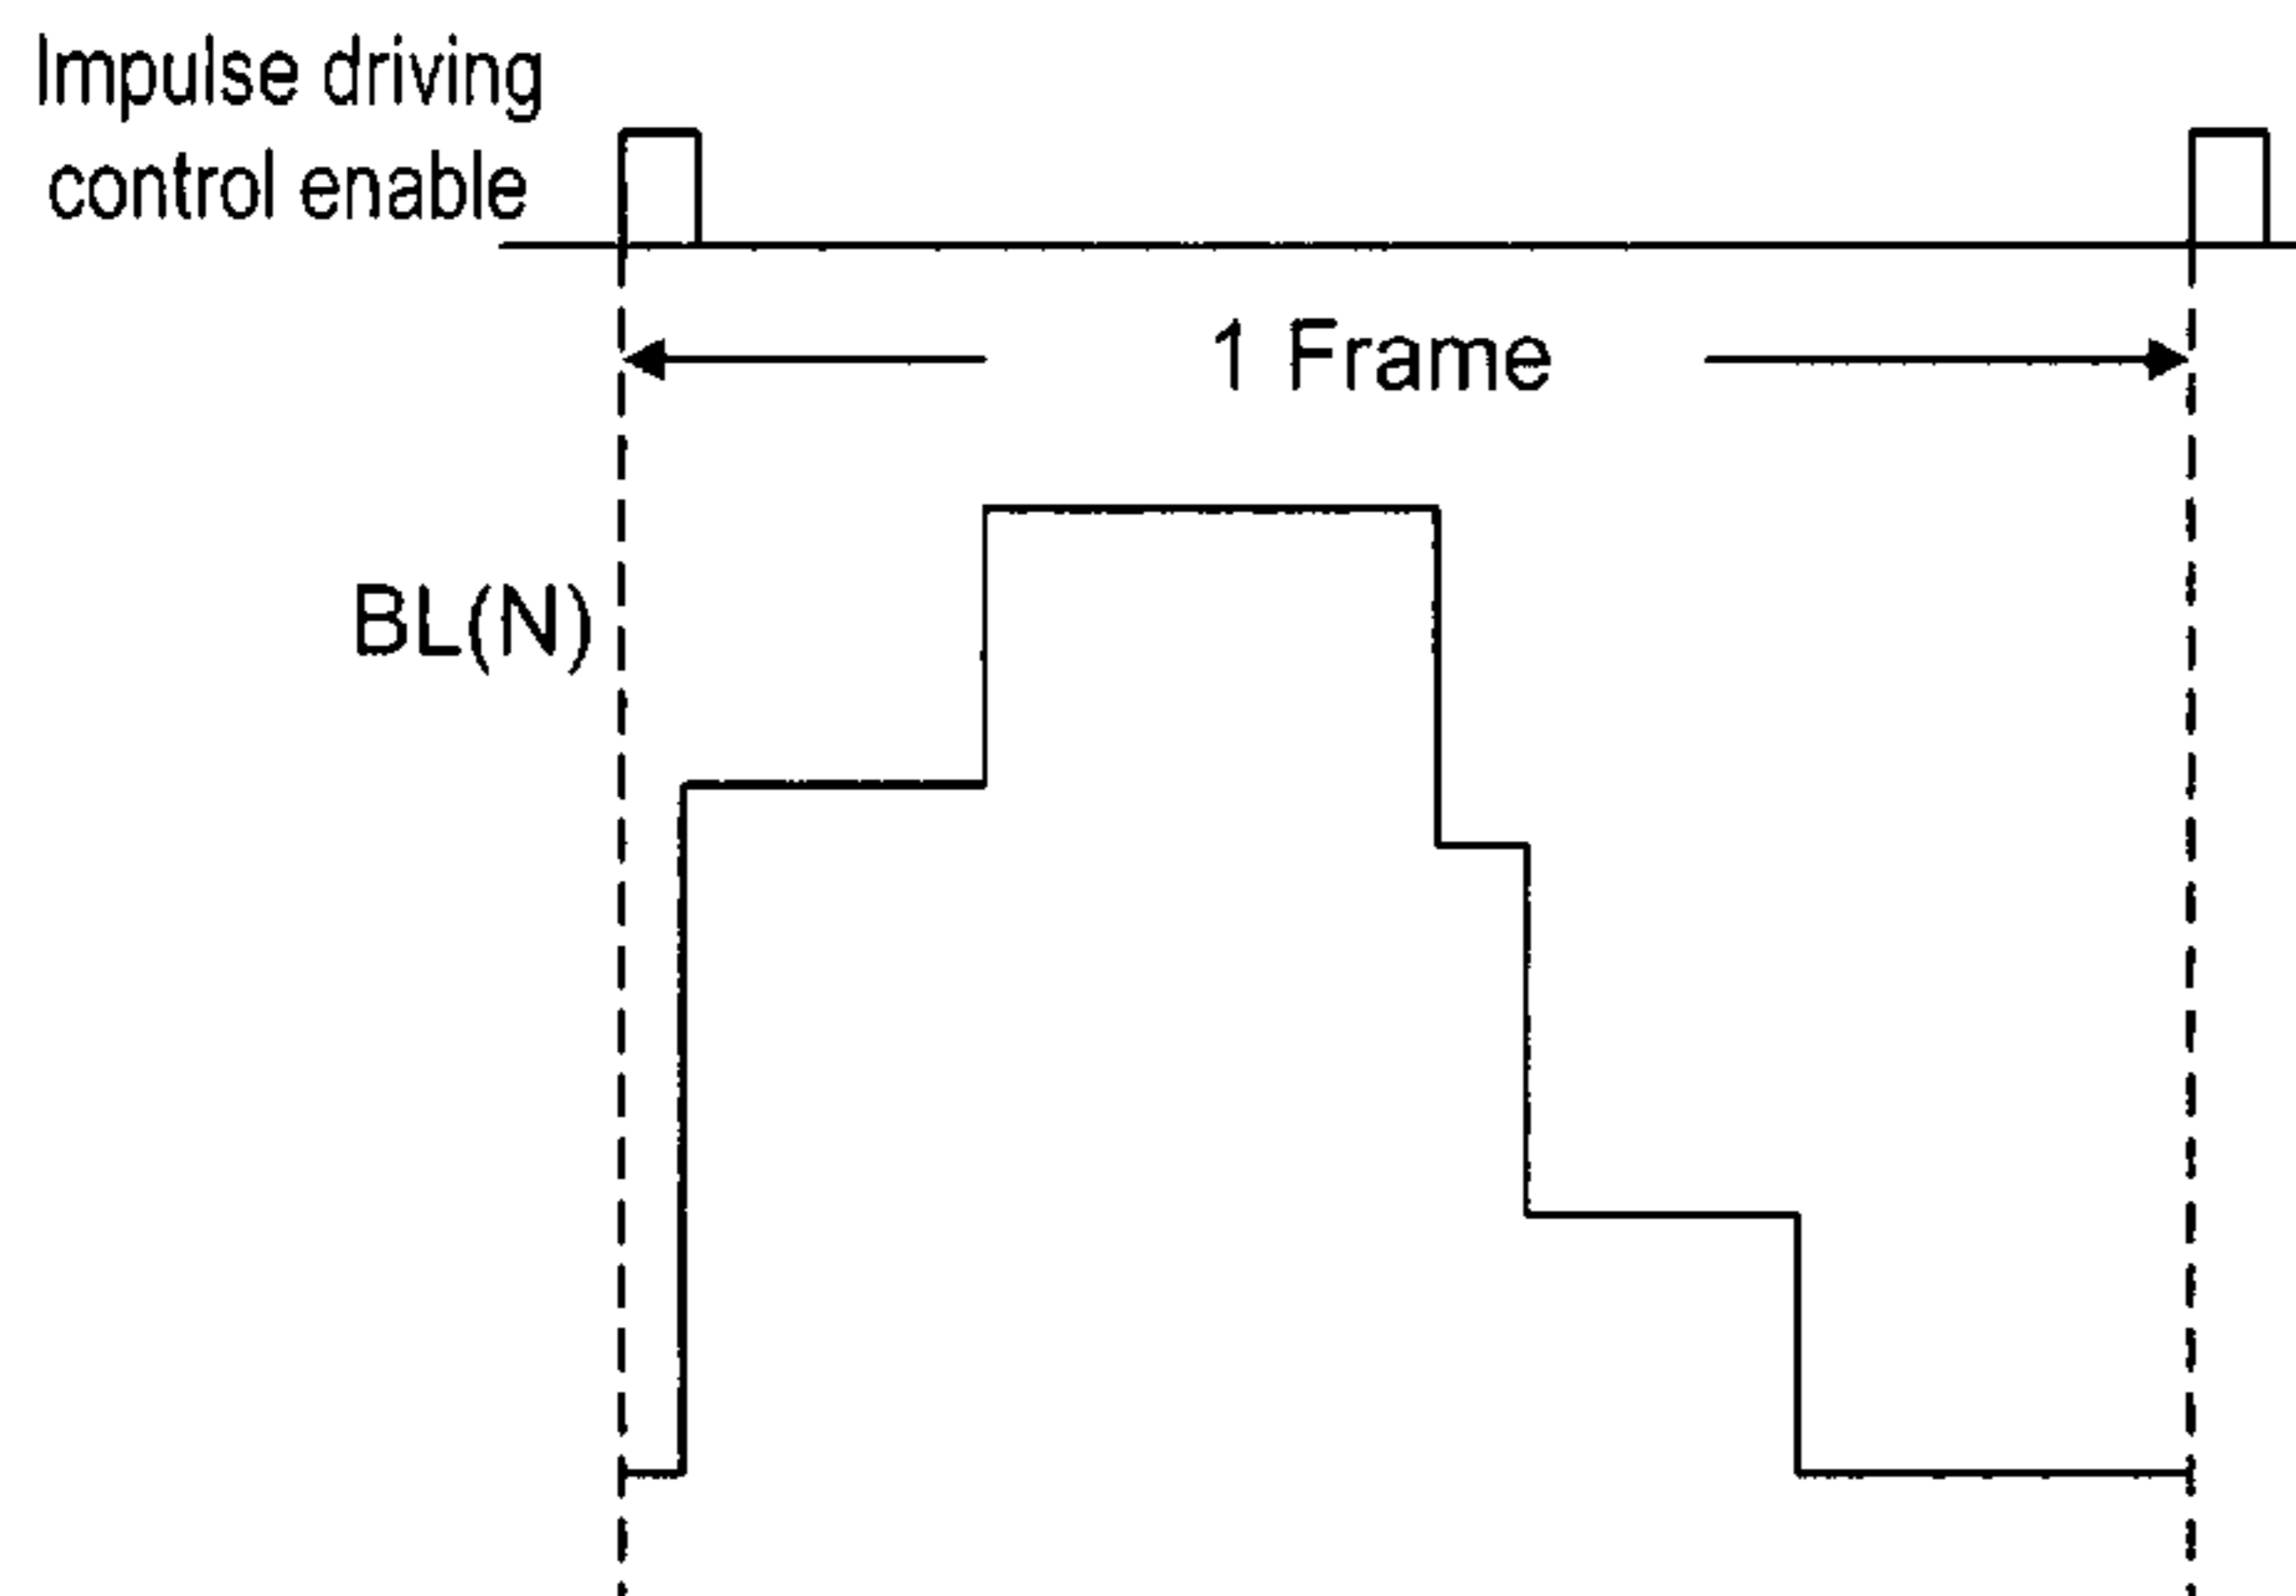 Impulse driving
control enable
1 Frame
BL(N)